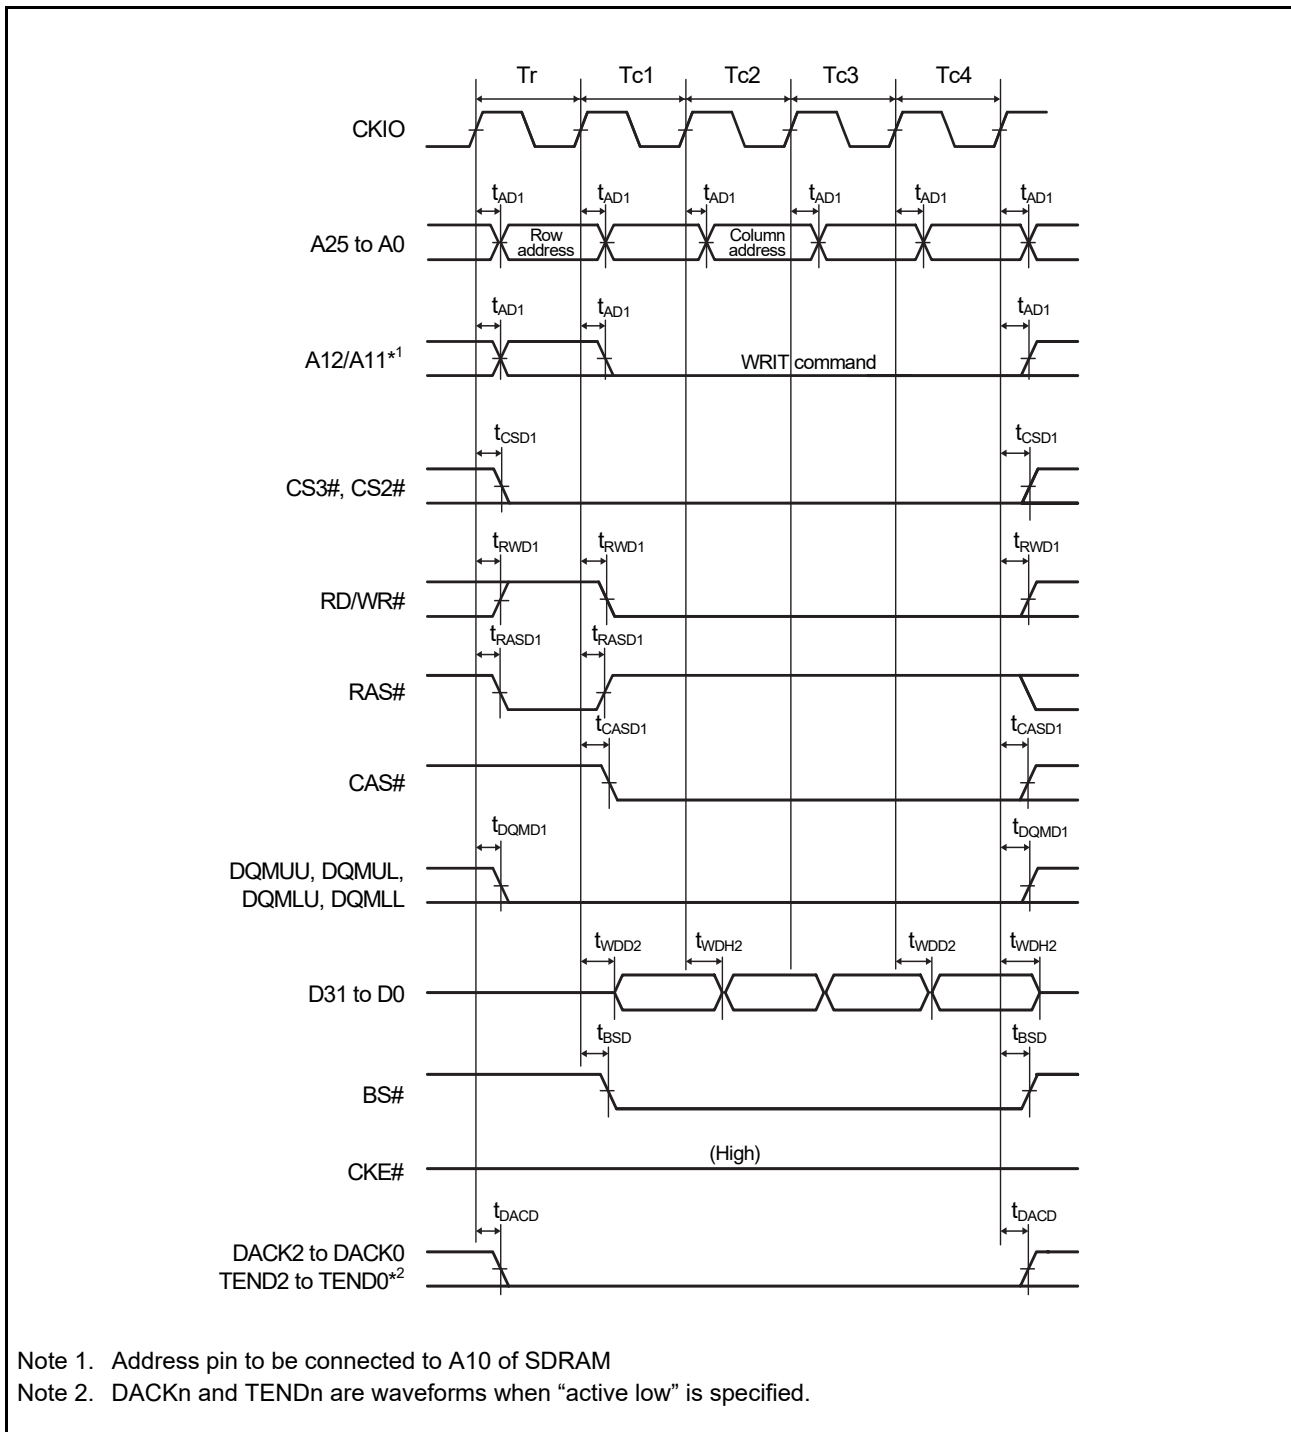 Tr Tc1 Tc2 Tc3 Tc4
CKIO
tAD1 tAD1 tAD1 tAD1 tAD1 tAD1
A25 to A0
Row
address
Column
address
tAD1 tAD1 tAD1
A12/A11*1
WRIT command
tCSD1 tCSD1
CS3#, CS2#
tRWD1 tRWD1 tRWD1
RD/WR#
tRASD1 tRASD1
RAS#
tCASD1 tCASD1
CAS#
tDQMD1 tDQMD1
DQMUU, DQMUL,
DQMLU, DQMLL
tWDD2 tWDH2 tWDD2 tWDH2
D31 to D0
tBSD tBSD
BS#
(High)
CKE#
tDACD tDACD
DACK2 to DACK0
TEND2 to TEND0*2
Note 1. Address pin to be connected to A10 of SDRAM
Note 2. DACKn and TENDn are waveforms when “active low” is specified.